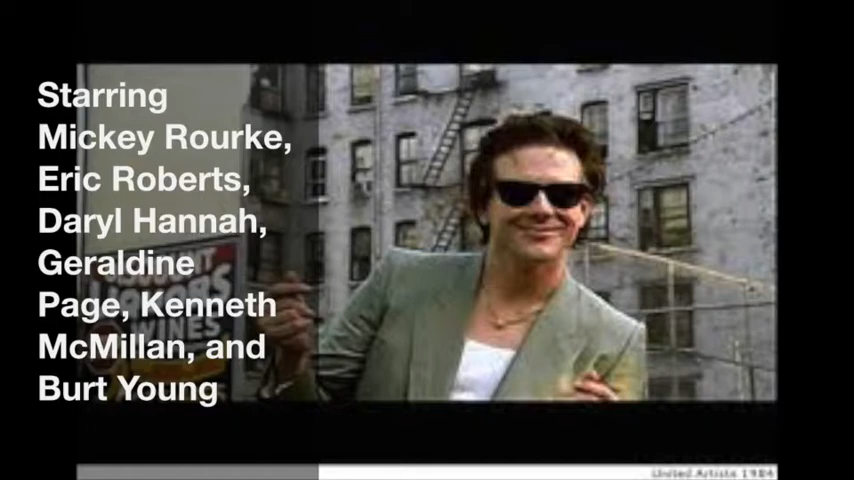 Starring
Mickey Rourke,
Eric Roberts,
Daryl Hannah,
Geraldine
Page, Kenneth
McMillan, and
Burt Young
LIQUORS
WINES
United Artists 1984